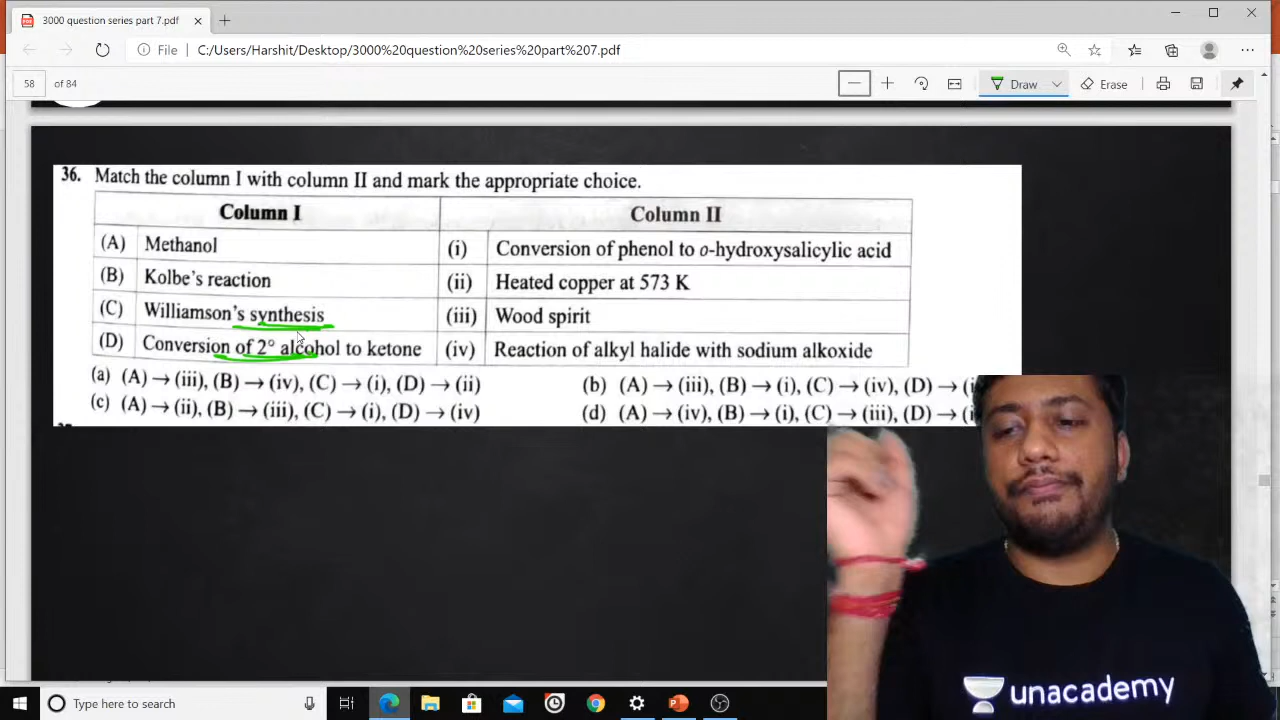 3000 question series part 7.pdf
File C:/Users/Harshit/Desktop/3000%20question%20series%20part%207.pdf
58 of 84 Draw Erase
36. Match the column I with column II and mark the appropriate choice.
Column I Column II
(A) Methanol (i) Conversion of phenol to o-hydroxysalicylic acid
(B) Kolbe's reaction (ii) Heated copper at 573 K
(C) Williamson's synthesis (iii) Wood spirit
(D) Conversion of 2° alcohol to ketone (iv) Reaction of alkyl halide with sodium alkoxide
(a) (A) → (iii), (B) → (iv), (C) → (i), (D) → (ii) (b) (A) → (iii), (B) → (i), (C) → (iv), (D) →
(c) (A) → (ii), (B) → (iii), (C) → (i), (D) → (iv) (d) (A) → (iv), (B) → (i), (C) → (iii), (D) →
unacademy
Type here to search